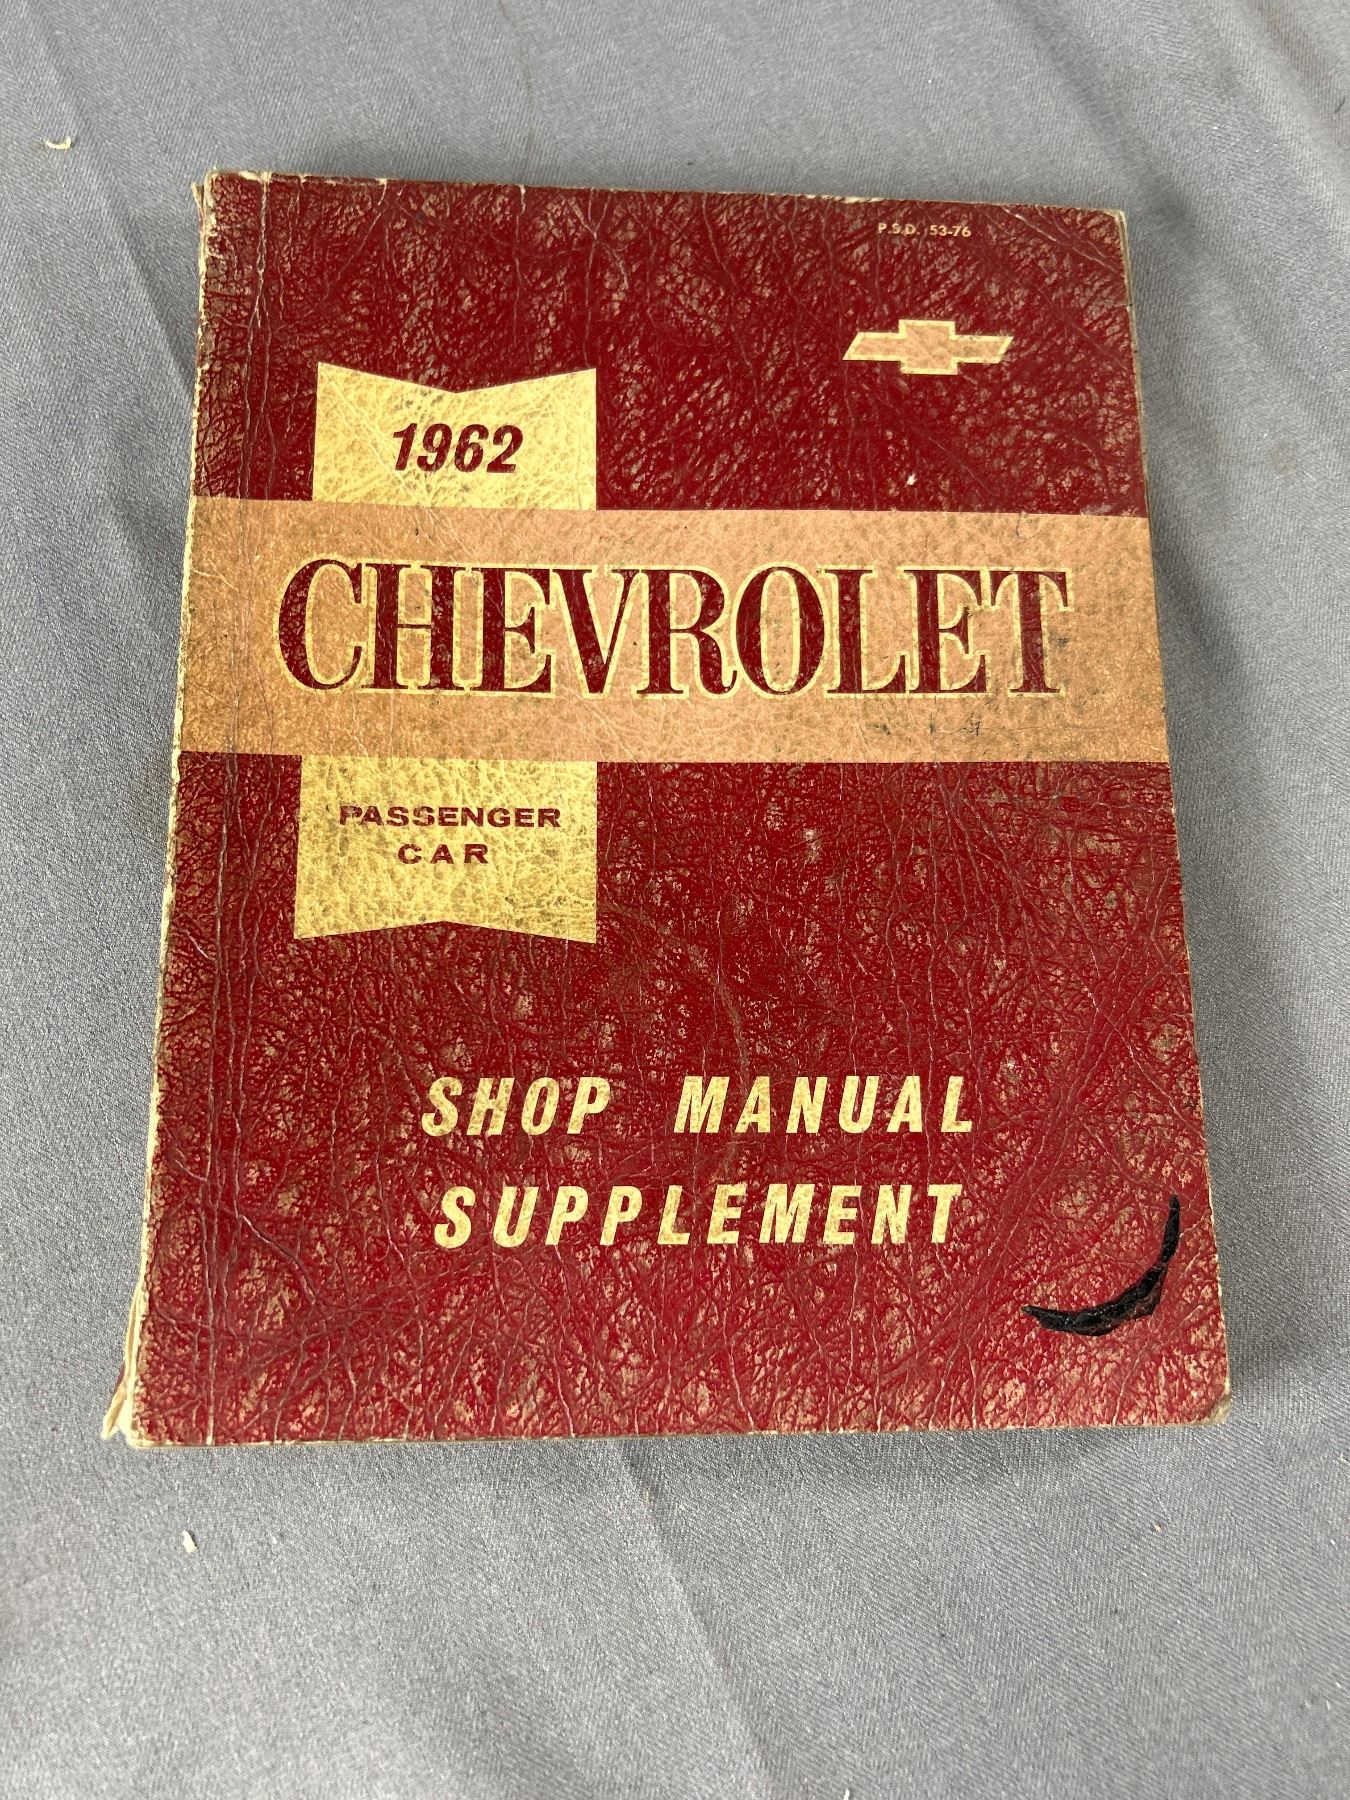 P.S.D. 53-76
1962
CHEVROLET
PASSENGER
CAR
SHOP MANUAL
SUPPLEMENT